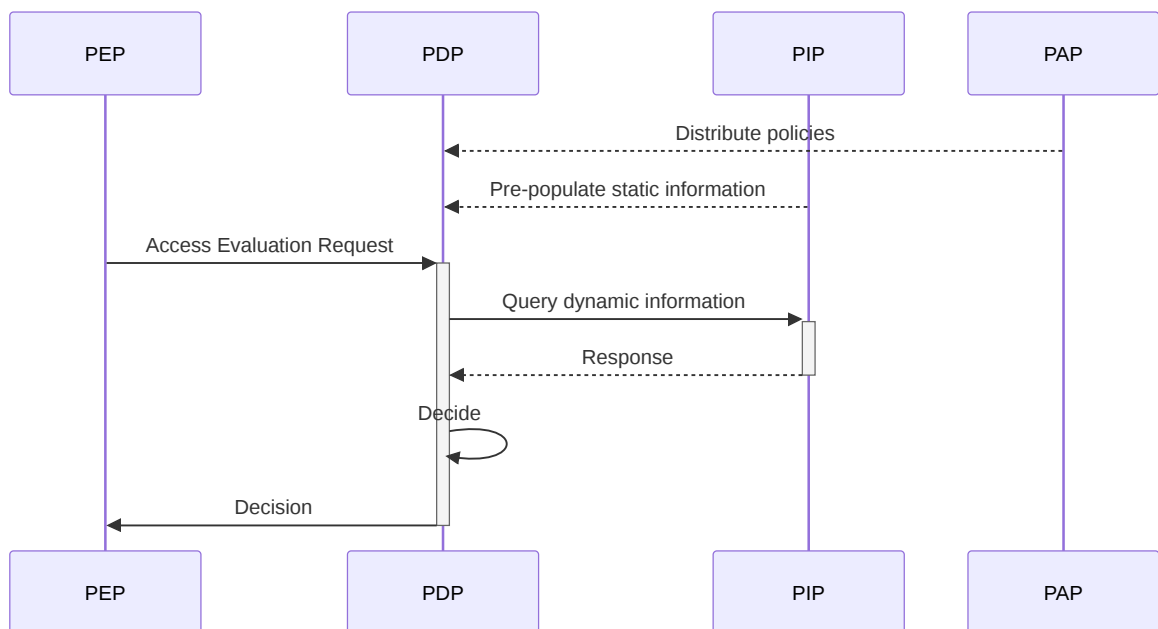 PEP
PDP
PIP
PAP
Distribute policies
Pre-populate static information
Access Evaluation Request
Query dynamic information
Response
Decide
Decision
PEP
PDP
PIP
PAP